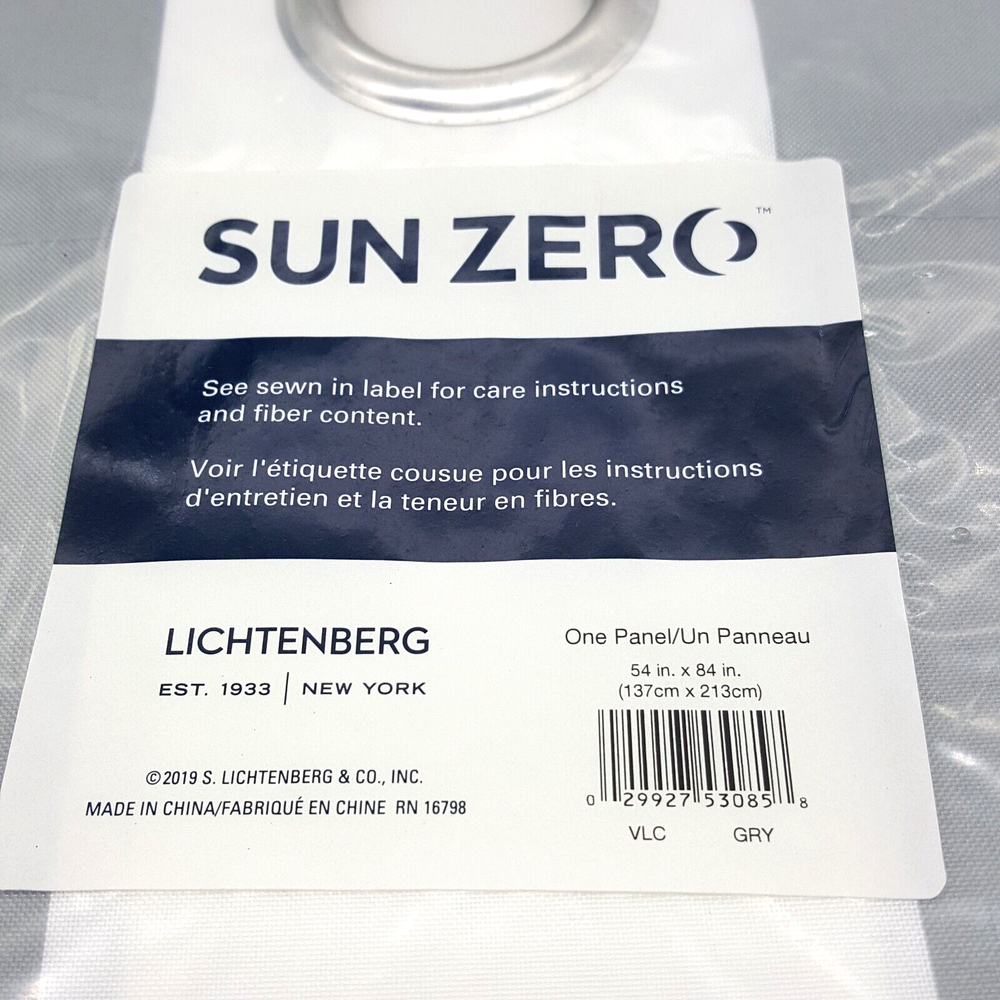 SUN ZERO™
See sewn in label for care instructions
and fiber content.
Voir l'étiquette cousue pour les instructions
d'entretien et la teneur en fibres.
LICHTENBERG
EST. 1933 | NEW YORK
©2019 S. LICHTENBERG & CO., INC.
MADE IN CHINA/FABRIQUÉ EN CHINE RN 16798
One Panel/Un Panneau
54 in. x 84 in.
(137cm x 213cm)
0 29927 53085 8
VLC GRY